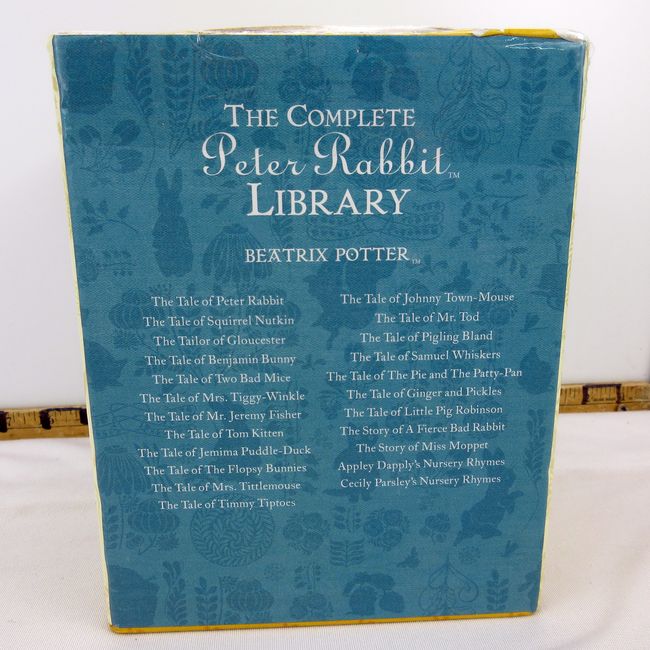 THE COMPLETE
Peter Rabbit™
LIBRARY
BEATRIX POTTER™
The Tale of Peter Rabbit
The Tale of Squirrel Nutkin
The Tailor of Gloucester
The Tale of Benjamin Bunny
The Tale of Two Bad Mice
The Tale of Mrs. Tiggy-Winkle
The Tale of Mr. Jeremy Fisher
The Tale of Tom Kitten
The Tale of Jemima Puddle-Duck
The Tale of The Flopsy Bunnies
The Tale of Mrs. Tittlemouse
The Tale of Timmy Tiptoes
The Tale of Johnny Town-Mouse
The Tale of Mr. Tod
The Tale of Pigling Bland
The Tale of Samuel Whiskers
The Tale of The Pie and The Patty-Pan
The Tale of Ginger and Pickles
The Tale of Little Pig Robinson
The Story of A Fierce Bad Rabbit
The Story of Miss Moppet
Appley Dapply's Nursery Rhymes
Cecily Parsley's Nursery Rhymes